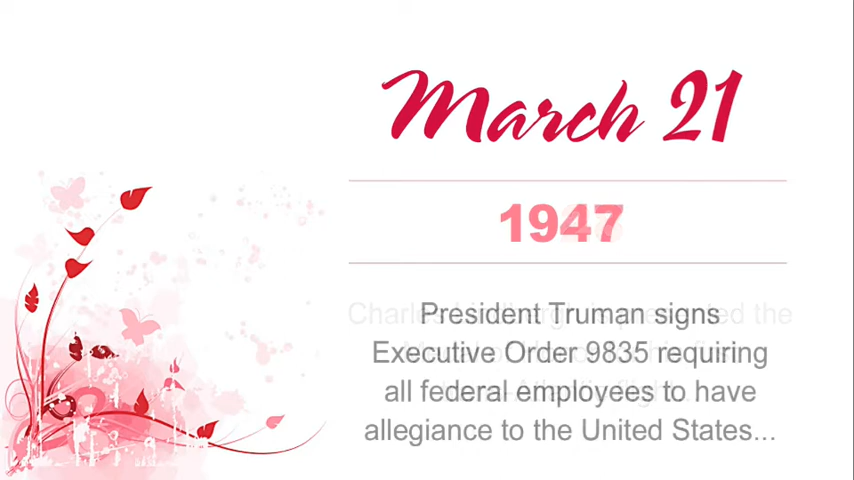 March 21
1947
President Truman signs
Executive Order 9835 requiring
all federal employees to have
allegiance to the United States...